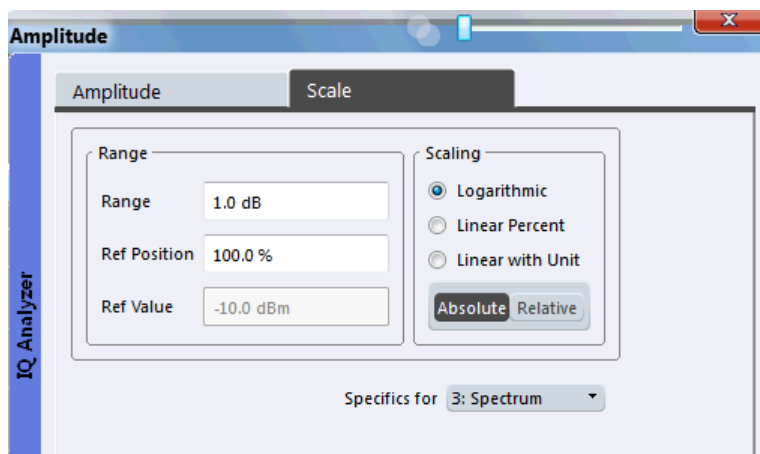 Amplitude
Amplitude Scale
Range
Range 1.0 dB
Ref Position 100.0 %
Ref Value -10.0 dBm
Scaling
Logarithmic
Linear Percent
Linear with Unit
Absolute Relative
Specifics for 3: Spectrum
IQ Analyzer